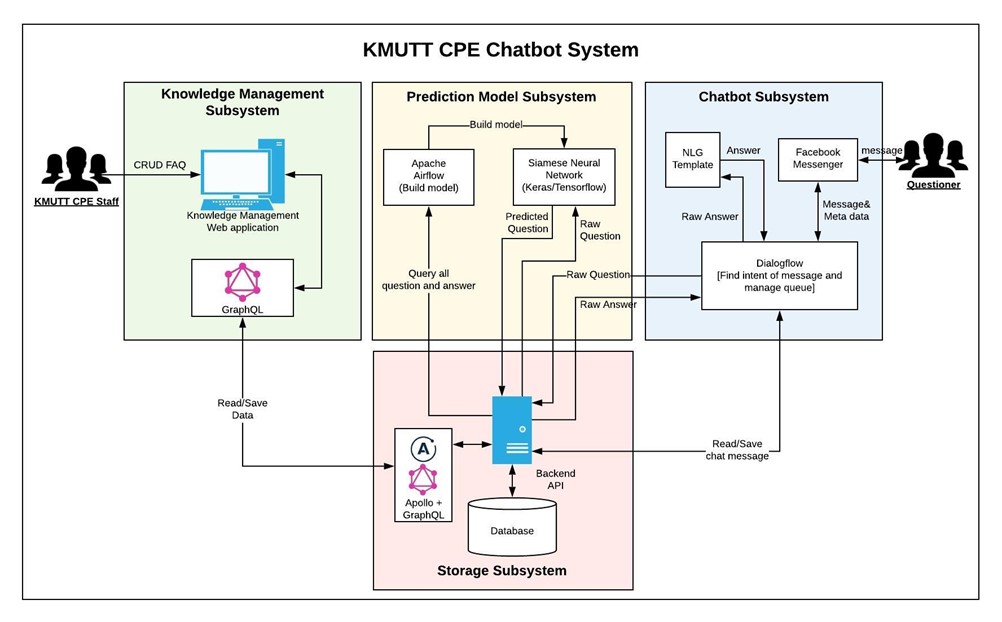 KMUTT CPE Chatbot System
Knowledge Management
Subsystem
Prediction Model Subsystem
Chatbot Subsystem
KMUTT CPE Staff
CRUD FAQ
Knowledge Management
Web application
GraphQL
Read/Save
Data
Build model
Apache
Airflow
(Build model)
Siamese Neural
Network
(Keras/Tensorflow)
Predicted
Question
Raw
Question
Query all
question and answer
Raw Question
Raw Answer
NLG
Template
Answer
Raw Answer
Facebook
Messenger
message
Questioner
Message&
Meta data
Dialogflow
[Find intent of message and
manage queue]
Read/Save
chat message
A
Apollo +
GraphQL
Backend
API
Database
Storage Subsystem